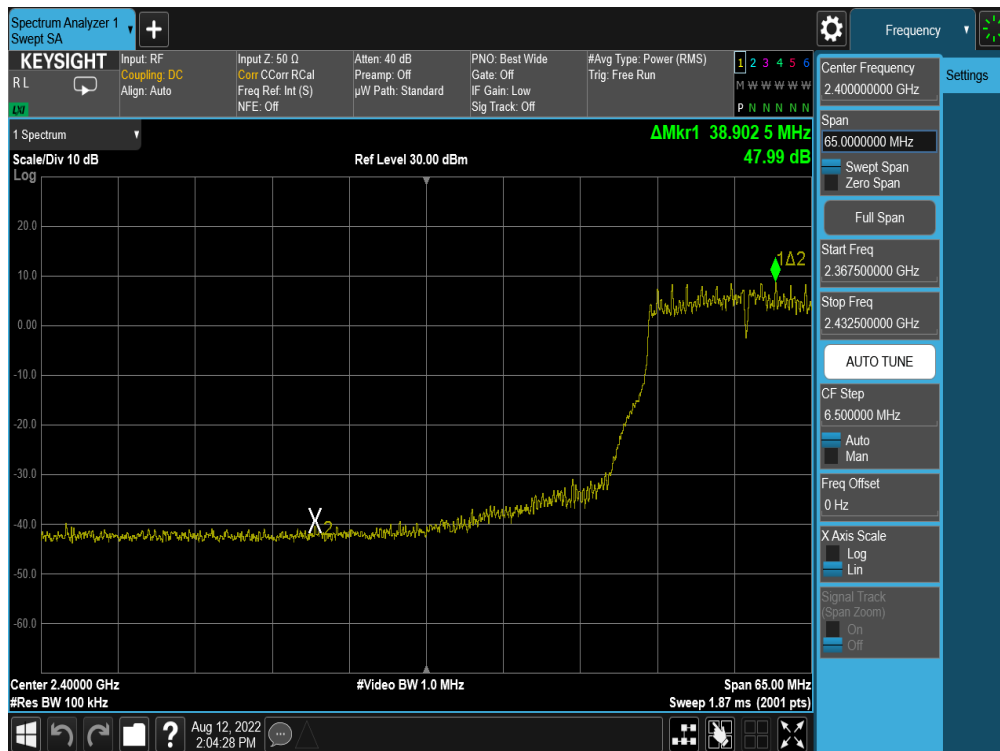 Spectrum Analyzer 1
Swept SA
Frequency
KEYSIGHT
R L
LXI
Input: RF
Coupling: DC
Align: Auto
Input Z: 50 Ω
Corr CCorr RCal
Freq Ref: Int (S)
NFE: Off
Atten: 40 dB
Preamp: Off
µW Path: Standard
PNO: Best Wide
Gate: Off
IF Gain: Low
Sig Track: Off
#Avg Type: Power (RMS)
Trig: Free Run
1 2 3 4 5 6
M W W W W W
P N N N N N
1 Spectrum
Scale/Div 10 dB
Log
Ref Level 30.00 dBm
ΔMkr1 38.902 5 MHz
47.99 dB
20.0
10.0
0.00
-10.0
-20.0
-30.0
-40.0
-50.0
-60.0
1Δ2
X2
Center 2.40000 GHz
#Res BW 100 kHz
#Video BW 1.0 MHz
Span 65.00 MHz
Sweep 1.87 ms (2001 pts)
Center Frequency
2.400000000 GHz
Settings
Span
65.0000000 MHz
Swept Span
Zero Span
Full Span
Start Freq
2.367500000 GHz
Stop Freq
2.432500000 GHz
AUTO TUNE
CF Step
6.500000 MHz
Auto
Man
Freq Offset
0 Hz
X Axis Scale
Log
Lin
Signal Track
(Span Zoom)
On
Off
?
Aug 12, 2022
2:04:28 PM